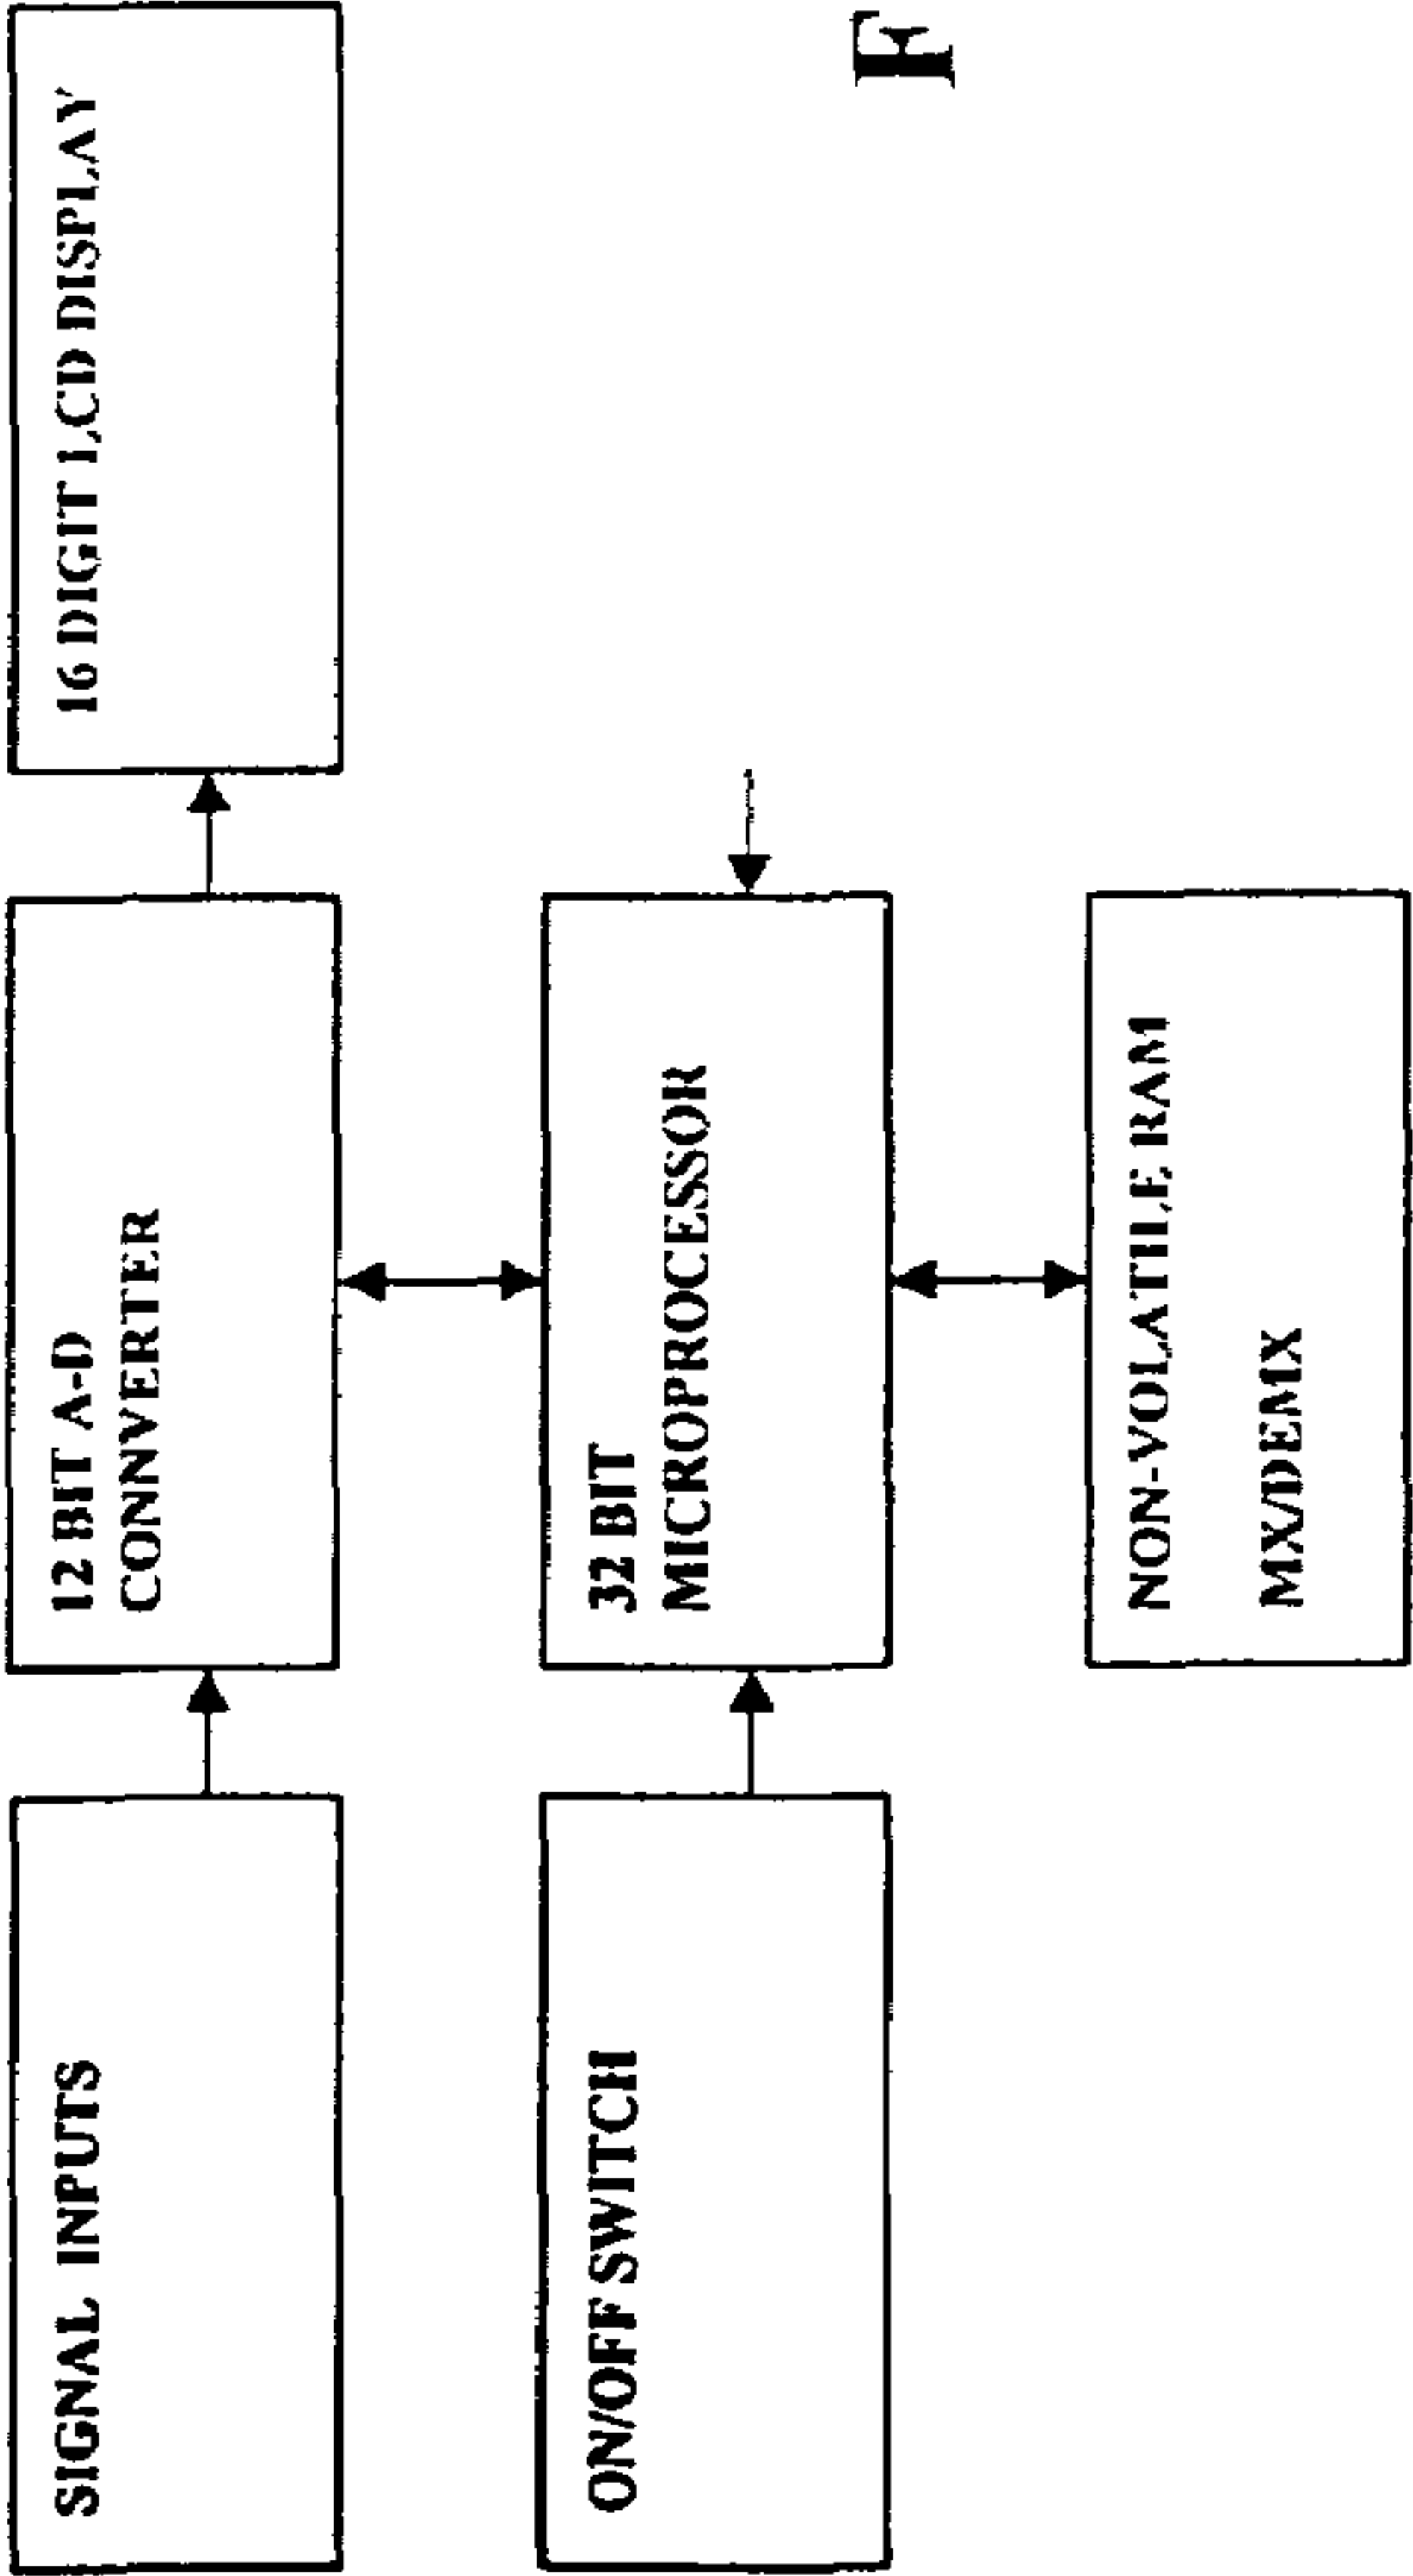 SIGNAL INPUTS
12 BIT A-D
CONVERTER
16 DIGIT LCD DISPLAY
ON/OFF SWITCH
32 BIT
MICROPROCESSOR
NON-VOLATILE RAM
MX/DEMX
F